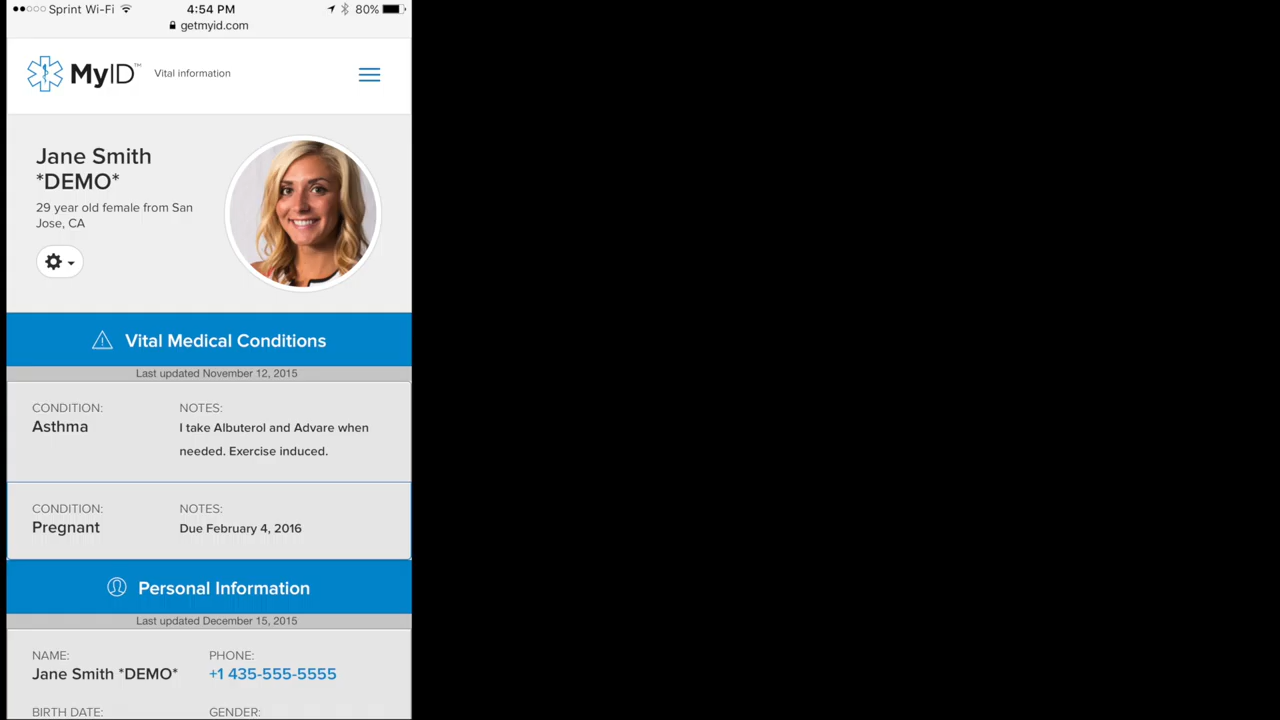 Sprint Wi-Fi 4:54 PM 80%
getmyid.com
MyID™ Vital information
Jane Smith
*DEMO*
29 year old female from San
Jose, CA
Vital Medical Conditions
Last updated November 12, 2015
CONDITION: NOTES:
Asthma I take Albuterol and Advare when
needed. Exercise induced.
CONDITION: NOTES:
Pregnant Due February 4, 2016
Personal Information
Last updated December 15, 2015
NAME: PHONE:
Jane Smith *DEMO* +1 435-555-5555
BIRTH DATE: GENDER: